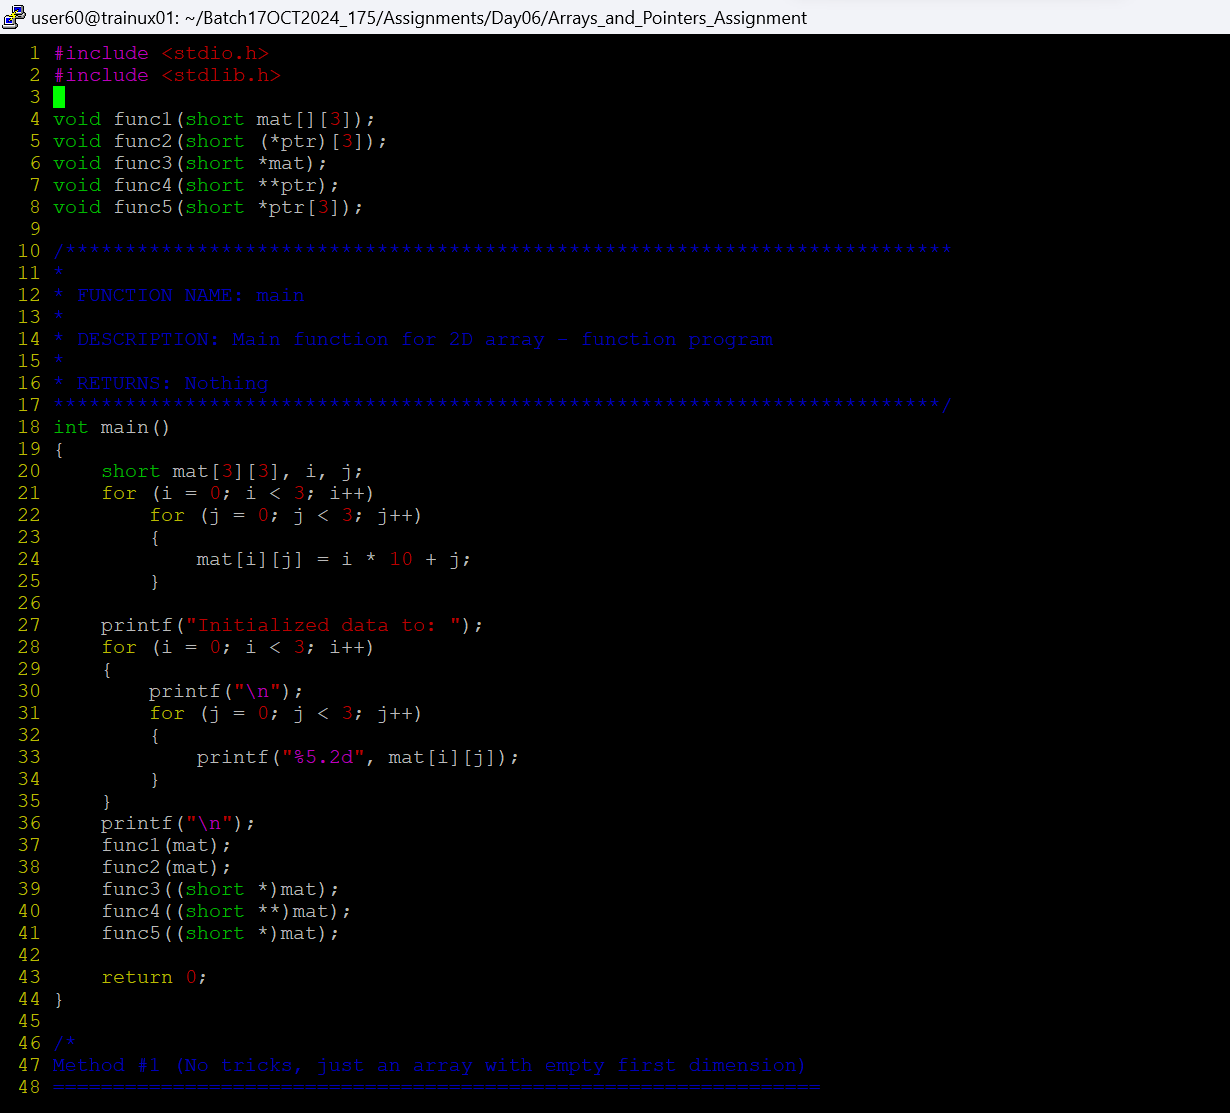 user60@trainux01: ~/Batch17OCT2024_175/Assignments/Day06/Arrays_and_Pointers_Assignment
1 #include <stdio.h>
2 #include <stdlib.h>
3
4 void func1(short mat[][3]);
5 void func2(short (*ptr)[3]);
6 void func3(short *mat);
7 void func4(short **ptr);
8 void func5(short *ptr[3]);
9
10 /**************************************************************************
11 *
12 * FUNCTION NAME: main
13 *
14 * DESCRIPTION: Main function for 2D array - function program
15 *
16 * RETURNS: Nothing
17 **************************************************************************/
18 int main()
19 {
20     short mat[3][3], i, j;
21     for (i = 0; i < 3; i++)
22         for (j = 0; j < 3; j++)
23         {
24             mat[i][j] = i * 10 + j;
25         }
26
27     printf("Initialized data to: ");
28     for (i = 0; i < 3; i++)
29     {
30         printf("\n");
31         for (j = 0; j < 3; j++)
32         {
33             printf("%5.2d", mat[i][j]);
34         }
35     }
36     printf("\n");
37     func1(mat);
38     func2(mat);
39     func3((short *)mat);
40     func4((short **)mat);
41     func5((short *)mat);
42
43     return 0;
44 }
45
46 /*
47 Method #1 (No tricks, just an array with empty first dimension)
48 ================================================================